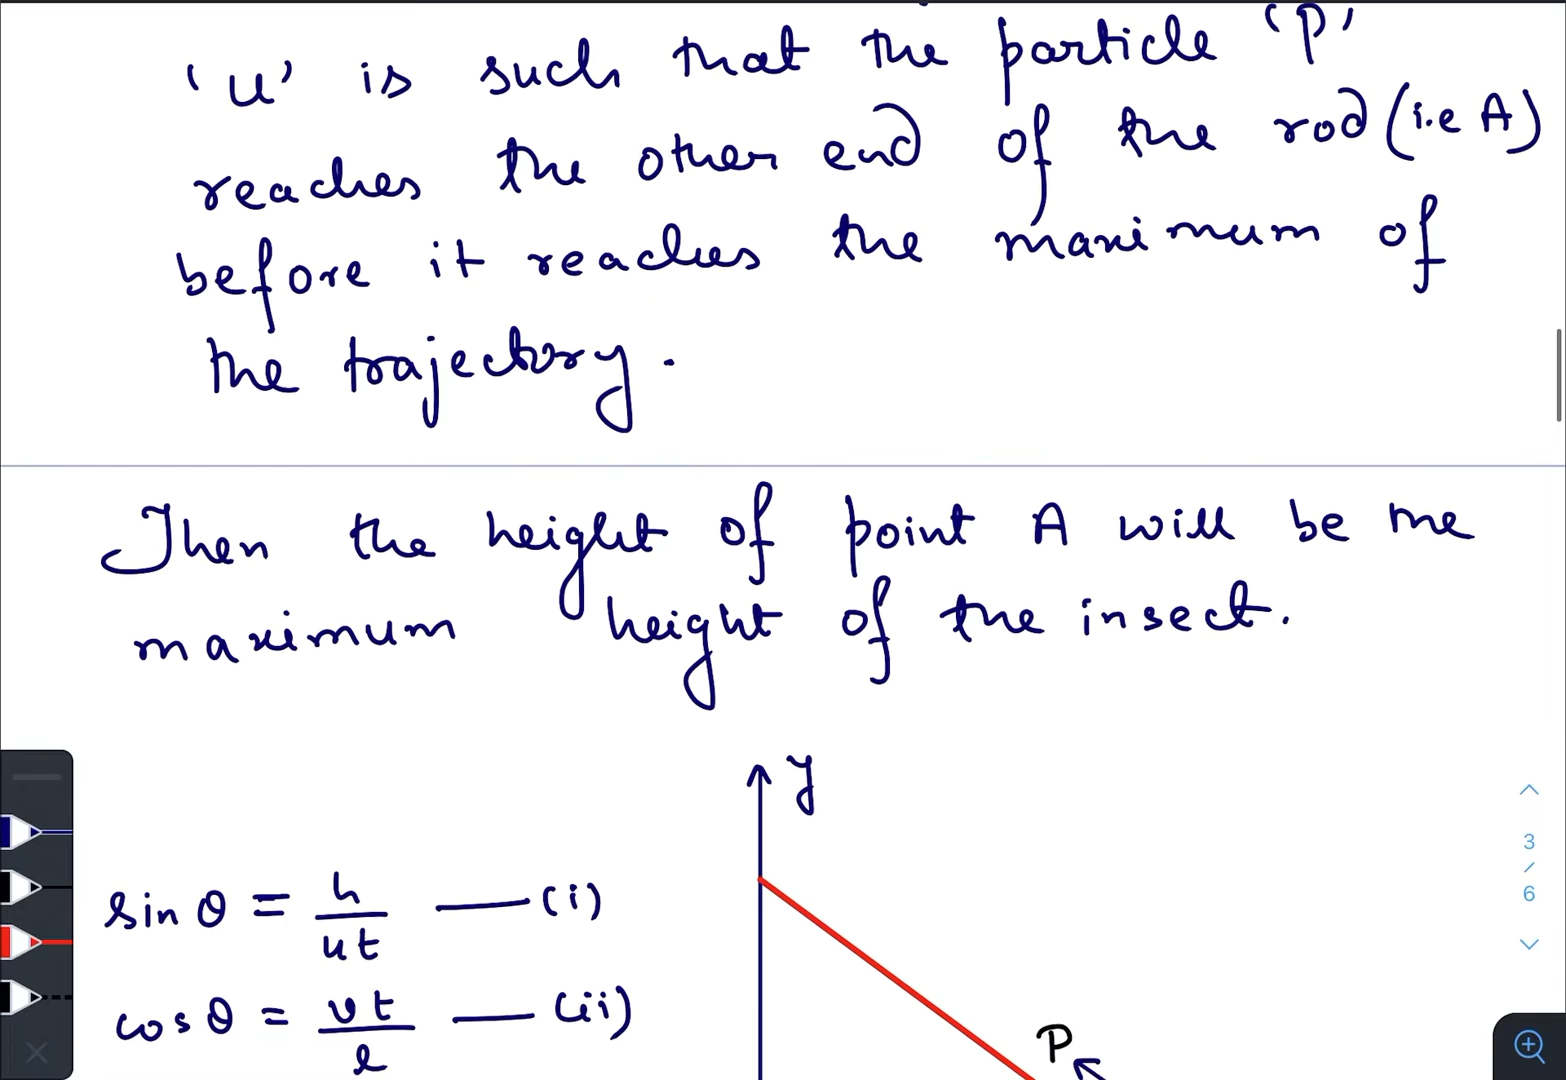 'u' is such that the particle 'P'
reaches the other end of the rod (i.e A)
before it reaches the maximum of
the trajectory.
Then the height of point A will be the
maximum height of the insect.
y
sin θ = h/ut —— (i)
cos θ = vt/l —— (ii)
P
3
/
6